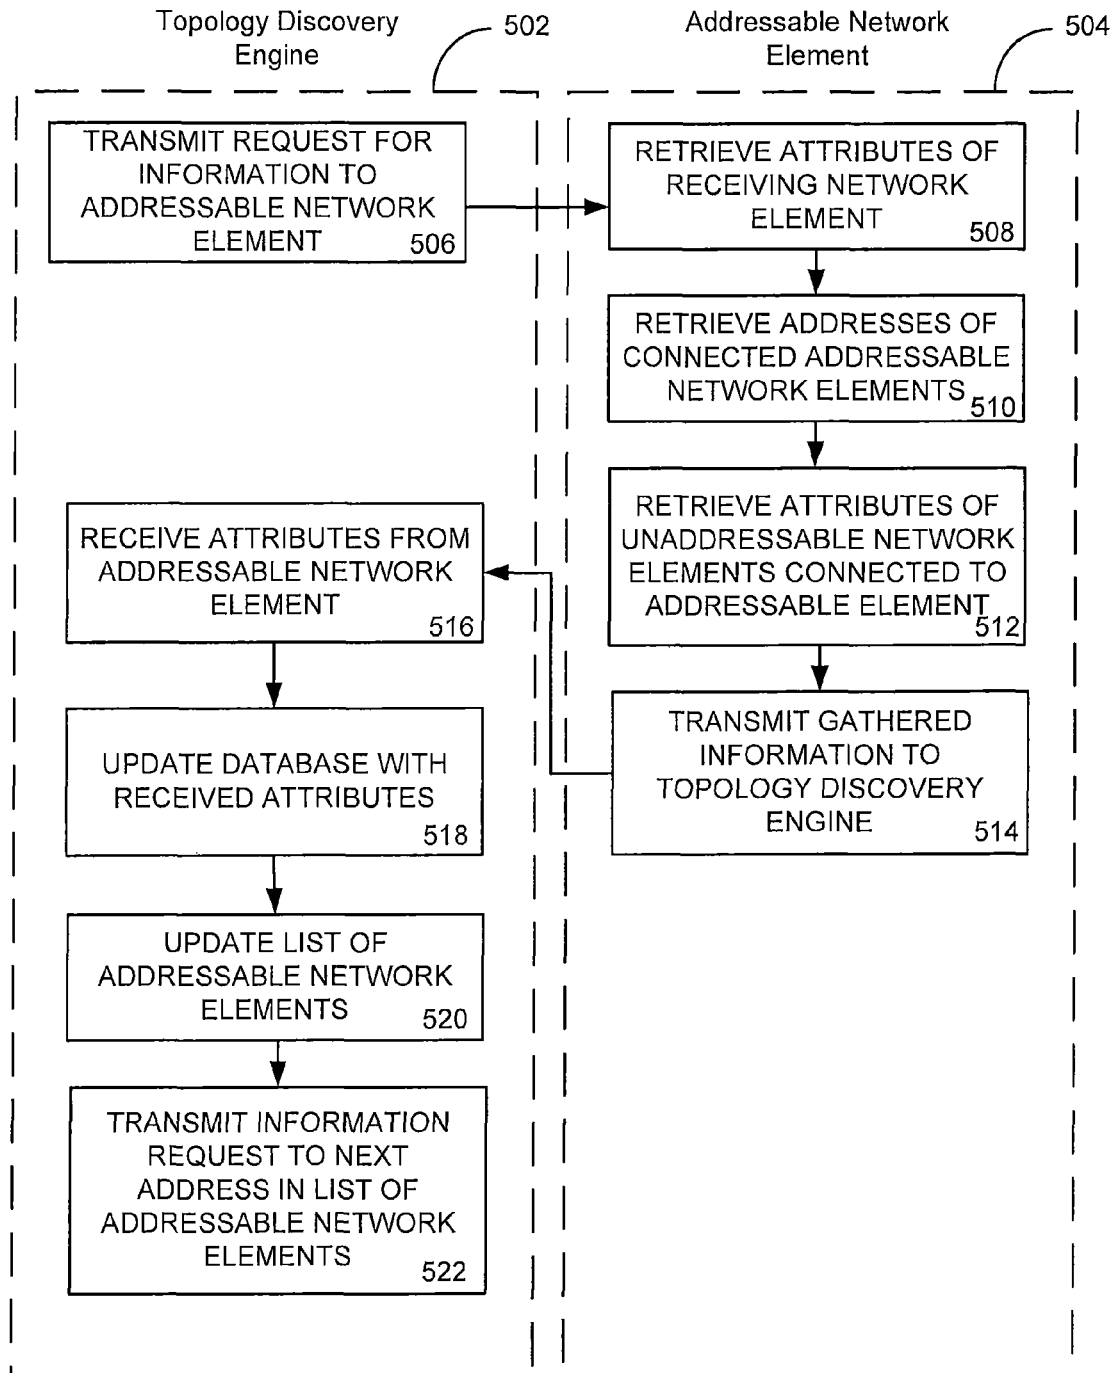 Topology Discovery
Engine
502
Addressable Network
Element
504
TRANSMIT REQUEST FOR
INFORMATION TO
ADDRESSABLE NETWORK
ELEMENT
506
RETRIEVE ATTRIBUTES OF
RECEIVING NETWORK
ELEMENT
508
RETRIEVE ADDRESSES OF
CONNECTED ADDRESSABLE
NETWORK ELEMENTS
510
RETRIEVE ATTRIBUTES OF
UNADDRESSABLE NETWORK
ELEMENTS CONNECTED TO
ADDRESSABLE ELEMENT
512
TRANSMIT GATHERED
INFORMATION TO
TOPOLOGY DISCOVERY
ENGINE
514
RECEIVE ATTRIBUTES FROM
ADDRESSABLE NETWORK
ELEMENT
516
UPDATE DATABASE WITH
RECEIVED ATTRIBUTES
518
UPDATE LIST OF
ADDRESSABLE NETWORK
ELEMENTS
520
TRANSMIT INFORMATION
REQUEST TO NEXT
ADDRESS IN LIST OF
ADDRESSABLE NETWORK
ELEMENTS
522